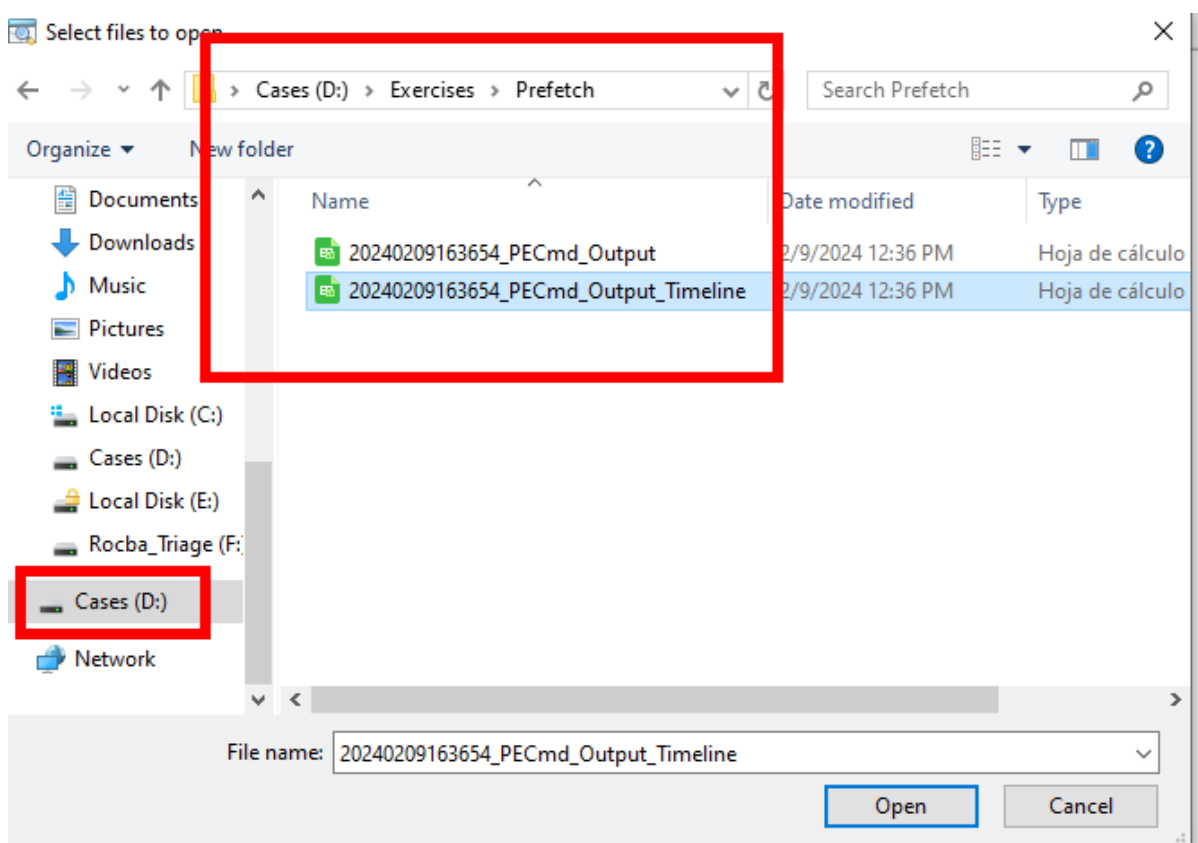 Select files to open
Cases (D:) > Exercises > Prefetch
Search Prefetch
Organize
New folder
?
Name
Date modified
Type
Documents
Downloads
Music
Pictures
Videos
Local Disk (C:)
Cases (D:)
Local Disk (E:)
Rocba_Triage (F:
Cases (D:)
Network
20240209163654_PECmd_Output 2/9/2024 12:36 PM Hoja de cálculo
20240209163654_PECmd_Output_Timeline 2/9/2024 12:36 PM Hoja de cálculo
File name: 20240209163654_PECmd_Output_Timeline
Open
Cancel